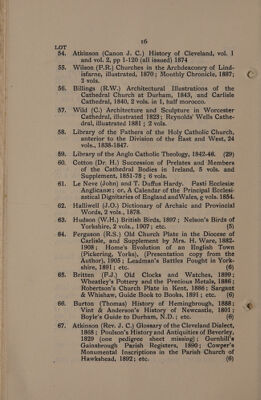 16
LOT
54. Atkinson (Canon J. C.) History of Cleveland, vol. 1
and vol. 2, pp 1-120 (all issued) 1874
55. Wilson (F.R.) Churches in the Archdeaconry of Lind-
isfarne, illustrated, 1870; Monthly Chronicle, 1887;
2 vols.
56. Billings (R.W.) Architectural Illustrations of the
Cathedral Church at Durham, 1843, and Carlisle
Cathedral, 1840, 2 vols. in 1, half morocco.
57. Wild (C.) Architecture and Sculpture in Worcester
Cathedral, illustrated 1823; Reynolds' Wells Cathe-
dral, illustrated 1881; 2 vols.
58. Library of the Fathers of the Holy Catholic Church,
anterior to the Division of the East and West, 24
vols., 1838-1847.
59. Library of the Anglo Catholic Theology, 1842-46. (29)
60. Cotton (Dr. H.) Succession of Prelates and Members
of the Cathedral Bodies in Ireland, 5 vols. and
Supplement, 1851-78; 6 vols.
61. Le Neve (John) and T. Duffus Hardy. Fasti Ecclesiæ
Anglicanæ; or, A Calendar of the Principal Ecclesi-
astical Dignitaries of England and Wales, 3 vols. 1854.
62. Halliwell (J.O.) Dictionary of Archaic and Provincial
Words, 2 vols., 1878.
63. Hudson (W.H.) British Birds, 1897; Nelson's Birds of
Yorkshire, 2 vols., 1907; etc. (5)
64. Ferguson (R.S.) Old Church Plate in the Diocese of
Carlisle, and Supplement by Mrs. H. Ware, 1882-
1908; Home's Evolution of an English Town
(Pickering, Yorks), (Presentation copy from the
Author), 1905; Leadman's Battles Fought in York-
shire, 1891; etc. (6)
65. Britten (F.J.) Old Clocks and Watches, 1899;
Wheatley's Pottery and the Precious Metals, 1886;
Robertson's Church Plate in Kent, 1886; Sargant
& Whishaw, Guide Book to Books, 1891; etc. (6)
66. Burton (Thomas) History of Hemingbrough, 1888;
Vint & Anderson's History of Newcastle, 1801;
Boyle's Guide to Durham, N.D.; etc. (6)
67. Atkinson (Rev. J. C.) Glossary of the Cleveland Dialect,
1868; Poulson's History and Antiquities of Beverley,
1829 (one pedigree sheet missing); Gurnhill's
Gainsbrough Parish Registers, 1890; Cowper's
Monumental Inscriptions in the Parish Church of
Hawkshead, 1892; etc. (6)